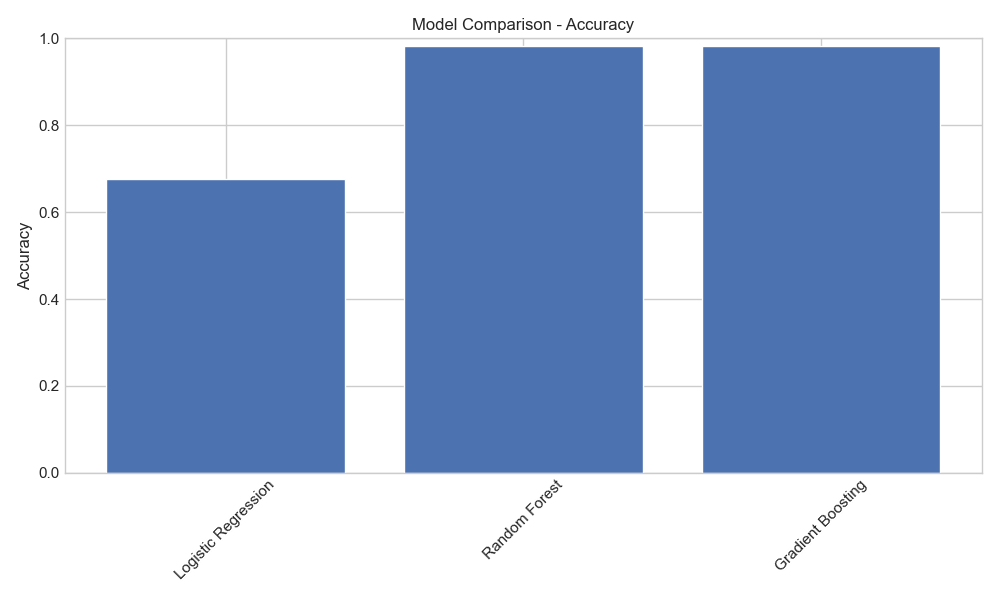 Model Comparison - Accuracy
1.0
0.8
0.6
0.4
0.2
0.0
Accuracy
Logistic Regression
Random Forest
Gradient Boosting